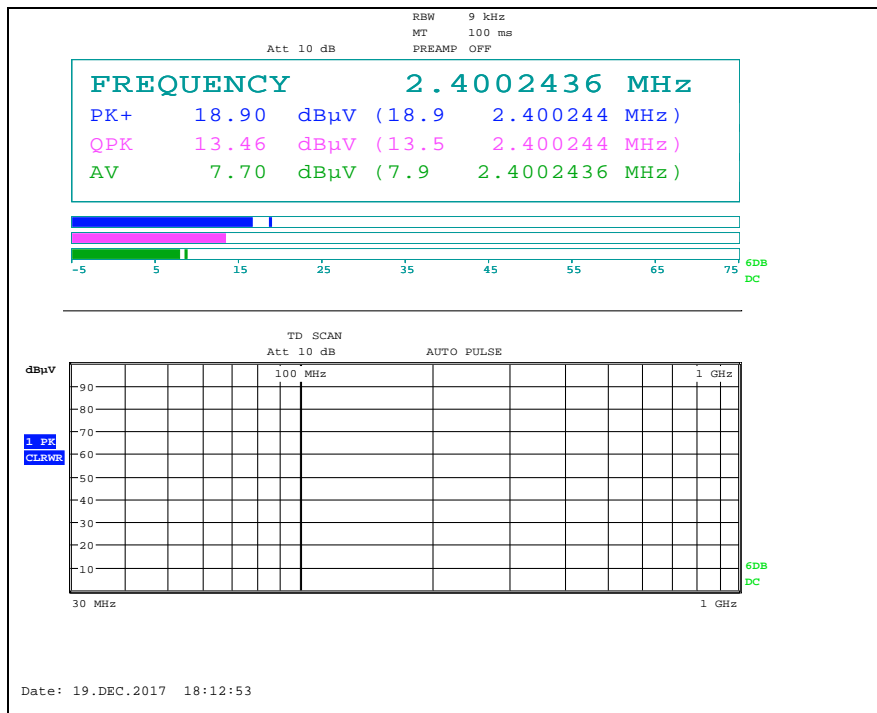 RBW 9 kHz
MT 100 ms
Att 10 dB PREAMP OFF
FREQUENCY 2.4002436 MHz
PK+ 18.90 dBµV (18.9 2.400244 MHz)
QPK 13.46 dBµV (13.5 2.400244 MHz)
AV 7.70 dBµV (7.9 2.4002436 MHz)
-5 5 15 25 35 45 55 65 75
6DB
DC
TD SCAN
Att 10 dB AUTO PULSE
dBµV
100 MHz 1 GHz
90
80
70
1 PK
CLRWR
60
50
40
30
20
10
6DB
DC
30 MHz 1 GHz
Date: 19.DEC.2017 18:12:53